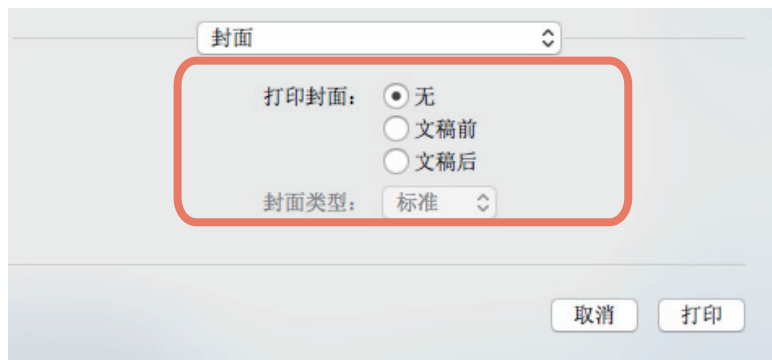 封面
打印封面： 无
文稿前
文稿后
封面类型： 标准
取消 打印